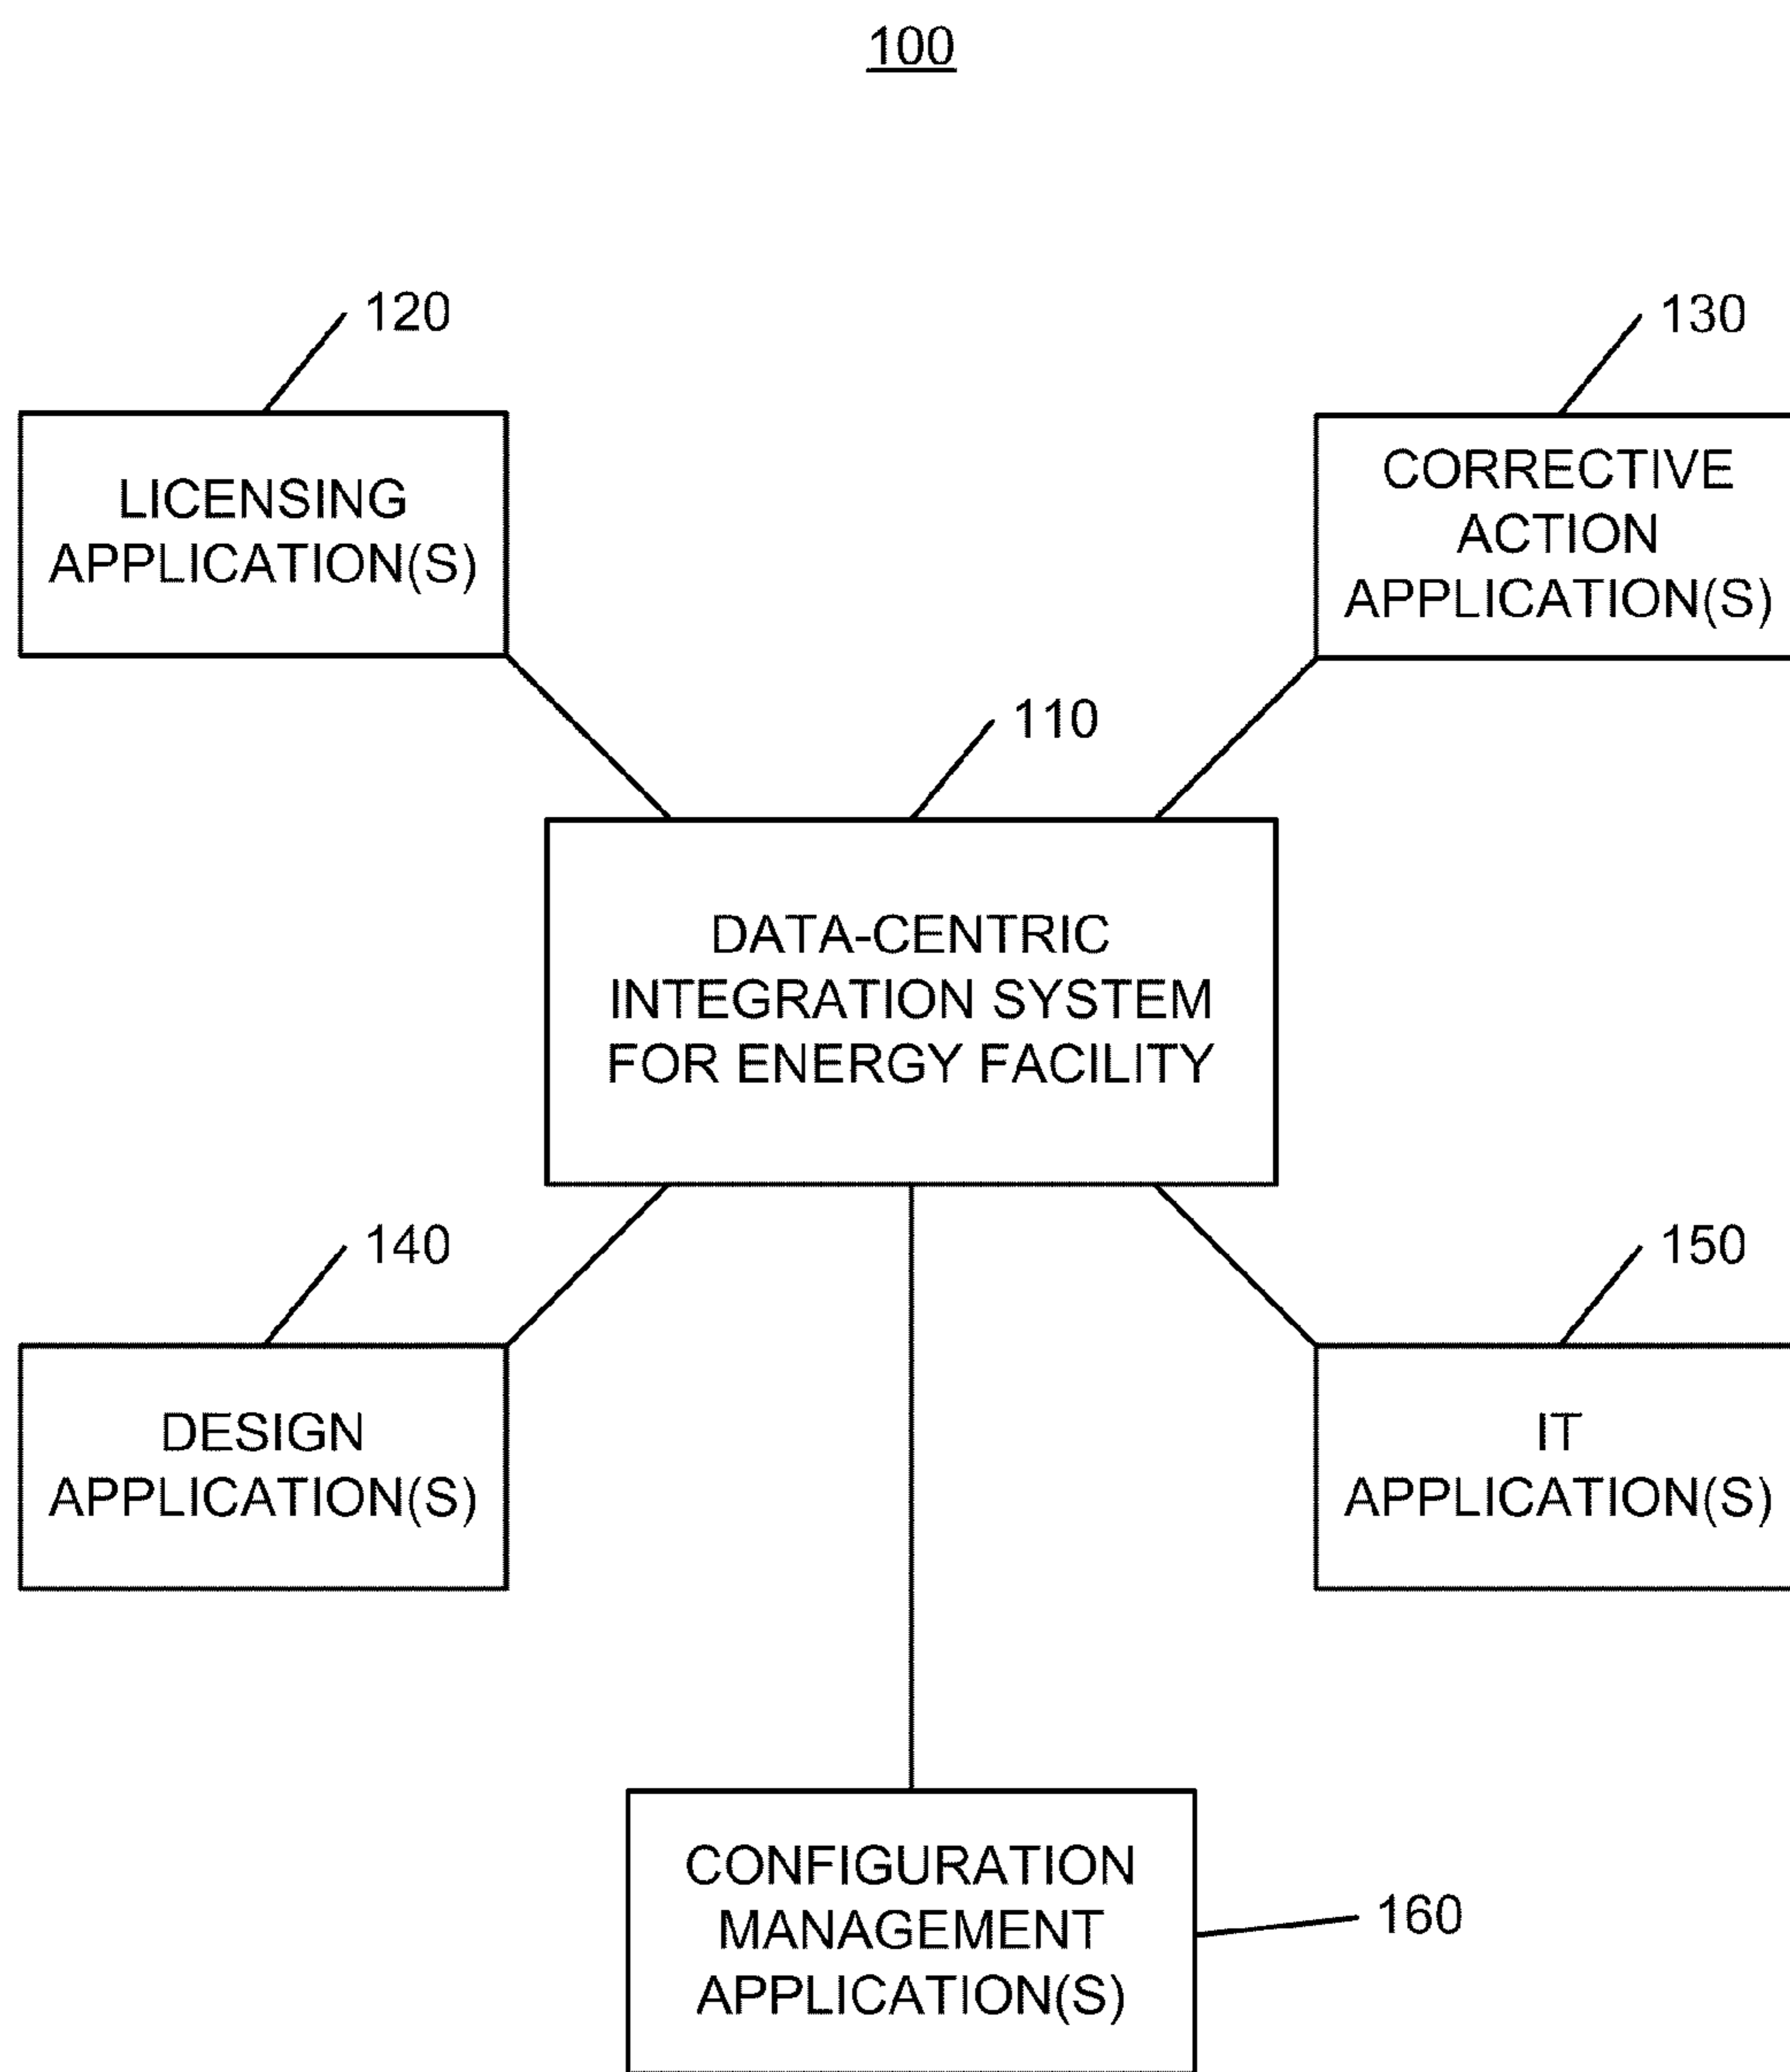 100
120
130
LICENSING
APPLICATION(S)
CORRECTIVE
ACTION
APPLICATION(S)
110
DATA-CENTRIC
INTEGRATION SYSTEM
FOR ENERGY FACILITY
140
150
DESIGN
APPLICATION(S)
IT
APPLICATION(S)
CONFIGURATION
MANAGEMENT
APPLICATION(S)
160